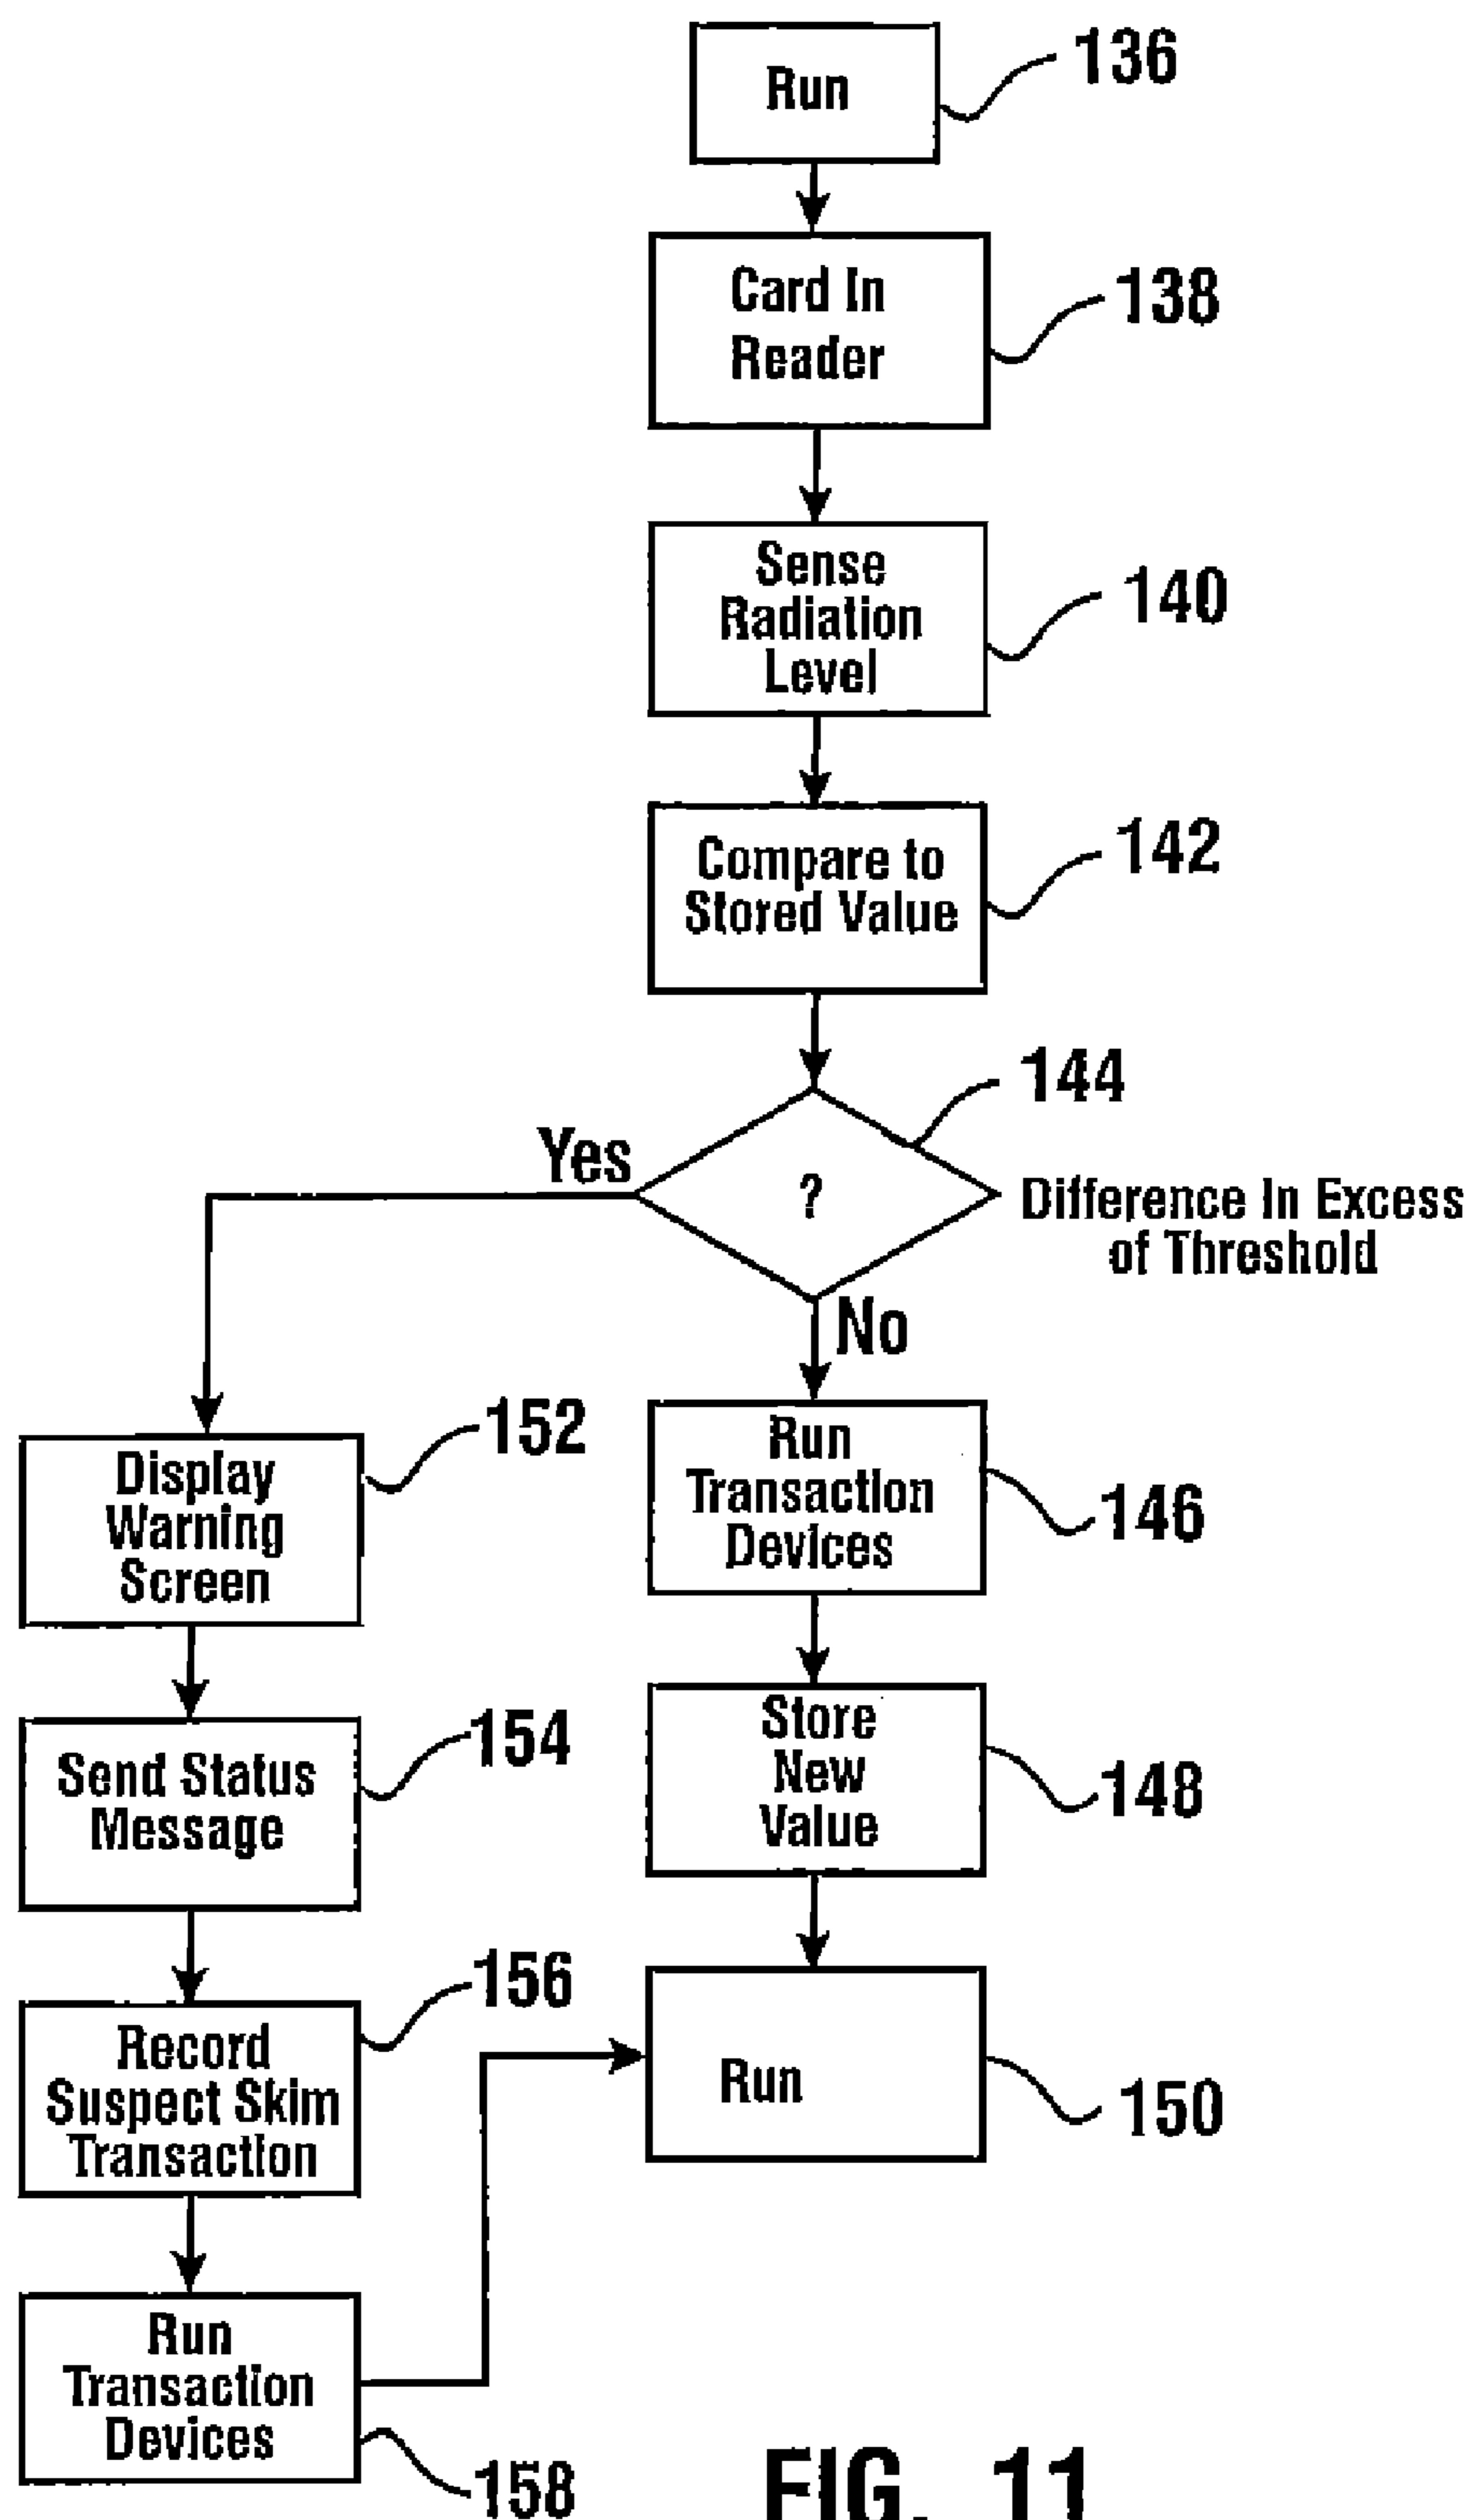 Run
136
Card In
Reader
138
Sense
Radiation
Level
140
Compare to
Stored Value
142
144
Yes
?
Difference In Excess
of Threshold
No
Display
Warning
Screen
152
Run
Transaction
Devices
146
Send Status
Message
154
Store
New
Value
148
Record
Suspect Skim
Transaction
156
Run
150
Run
Transaction
Devices
158
FIG. 11